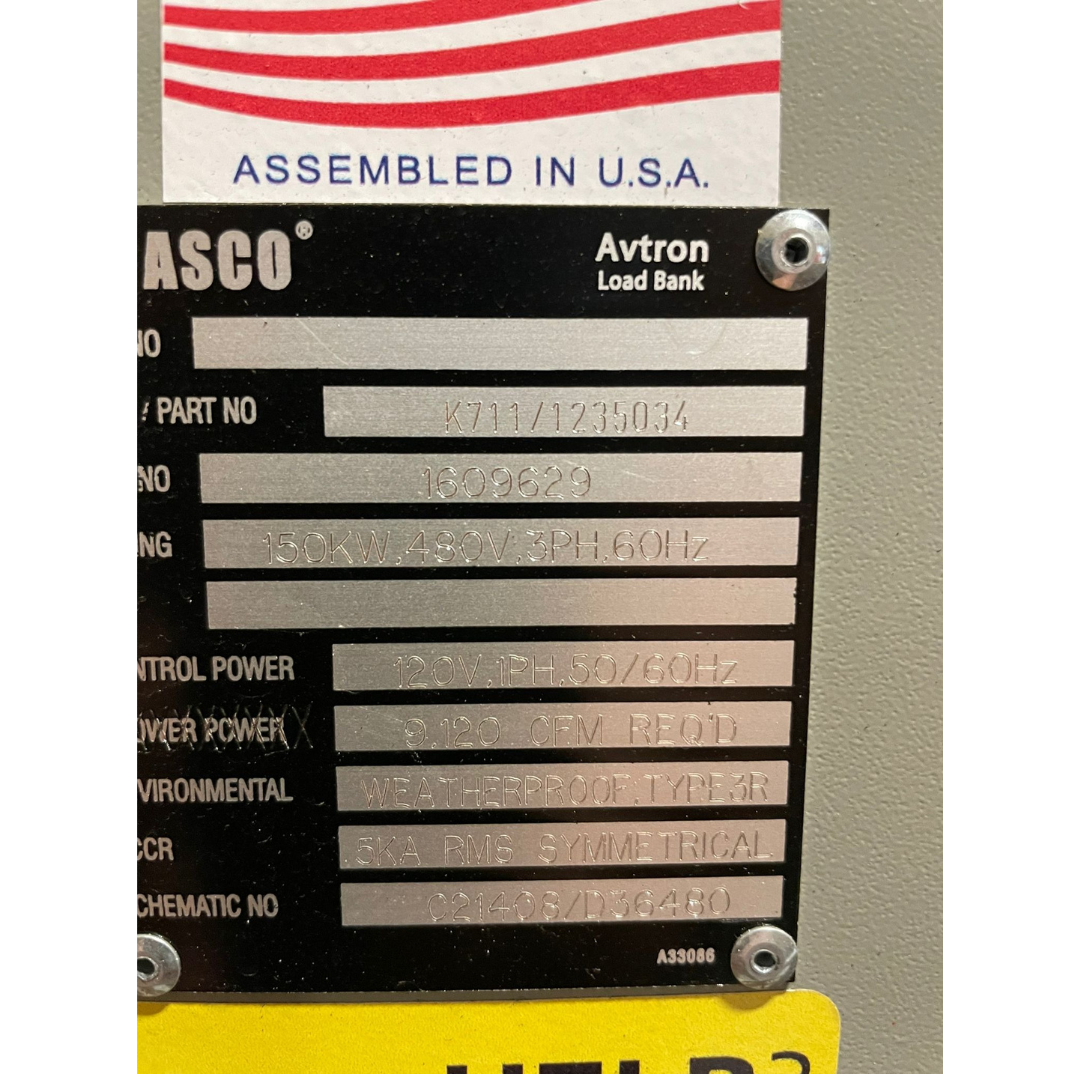 ASSEMBLED IN U.S.A.
ASCO® Avtron
Load Bank
NO
/ PART NO K711/1235034
NO 1609629
NG 150KW,480V,3PH,60Hz
NTROL POWER 120V,1PH,50/60Hz
OWER POWER 9,120 CFM REQ'D
VIRONMENTAL WEATHERPROOF,TYPE3R
CCR .5KA RMS SYMMETRICAL
CHEMATIC NO C21408/D36480
A33086
HELP?